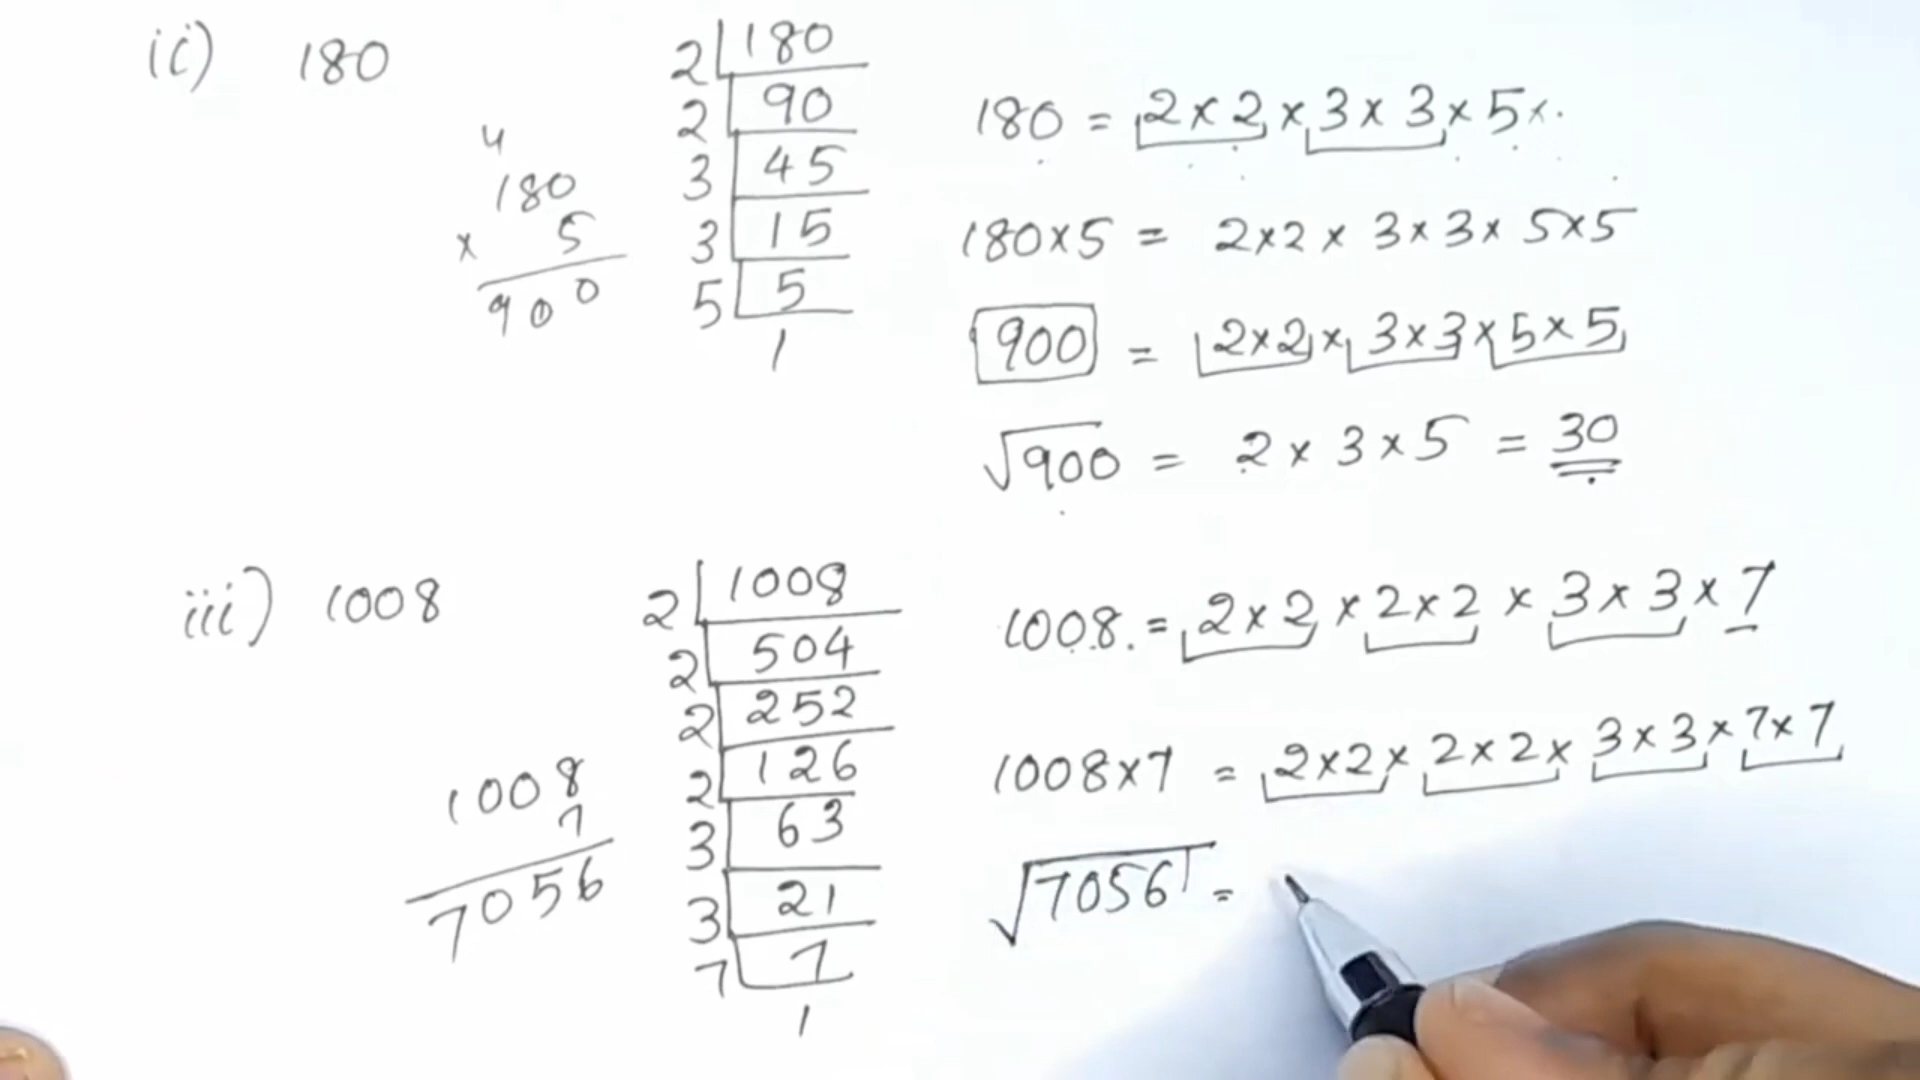 ii) 180
4
180
× 5
900
2 | 180
2 | 90
3 | 45
3 | 15
5 | 5
1
180 = 2 × 2 × 3 × 3 × 5 ×
180×5 = 2×2 × 3×3× 5×5
900 = 2×2× 3×3× 5×5
√900 = 2 × 3 × 5 = 30
iii) 1008
1008
7
7056
2 | 1008
2 | 504
2 | 252
2 | 126
3 | 63
3 | 21
7 | 7
1
1008 = 2×2 × 2×2 × 3×3 × 7
1008×7 = 2×2× 2×2× 3×3× 7×7
√7056 =